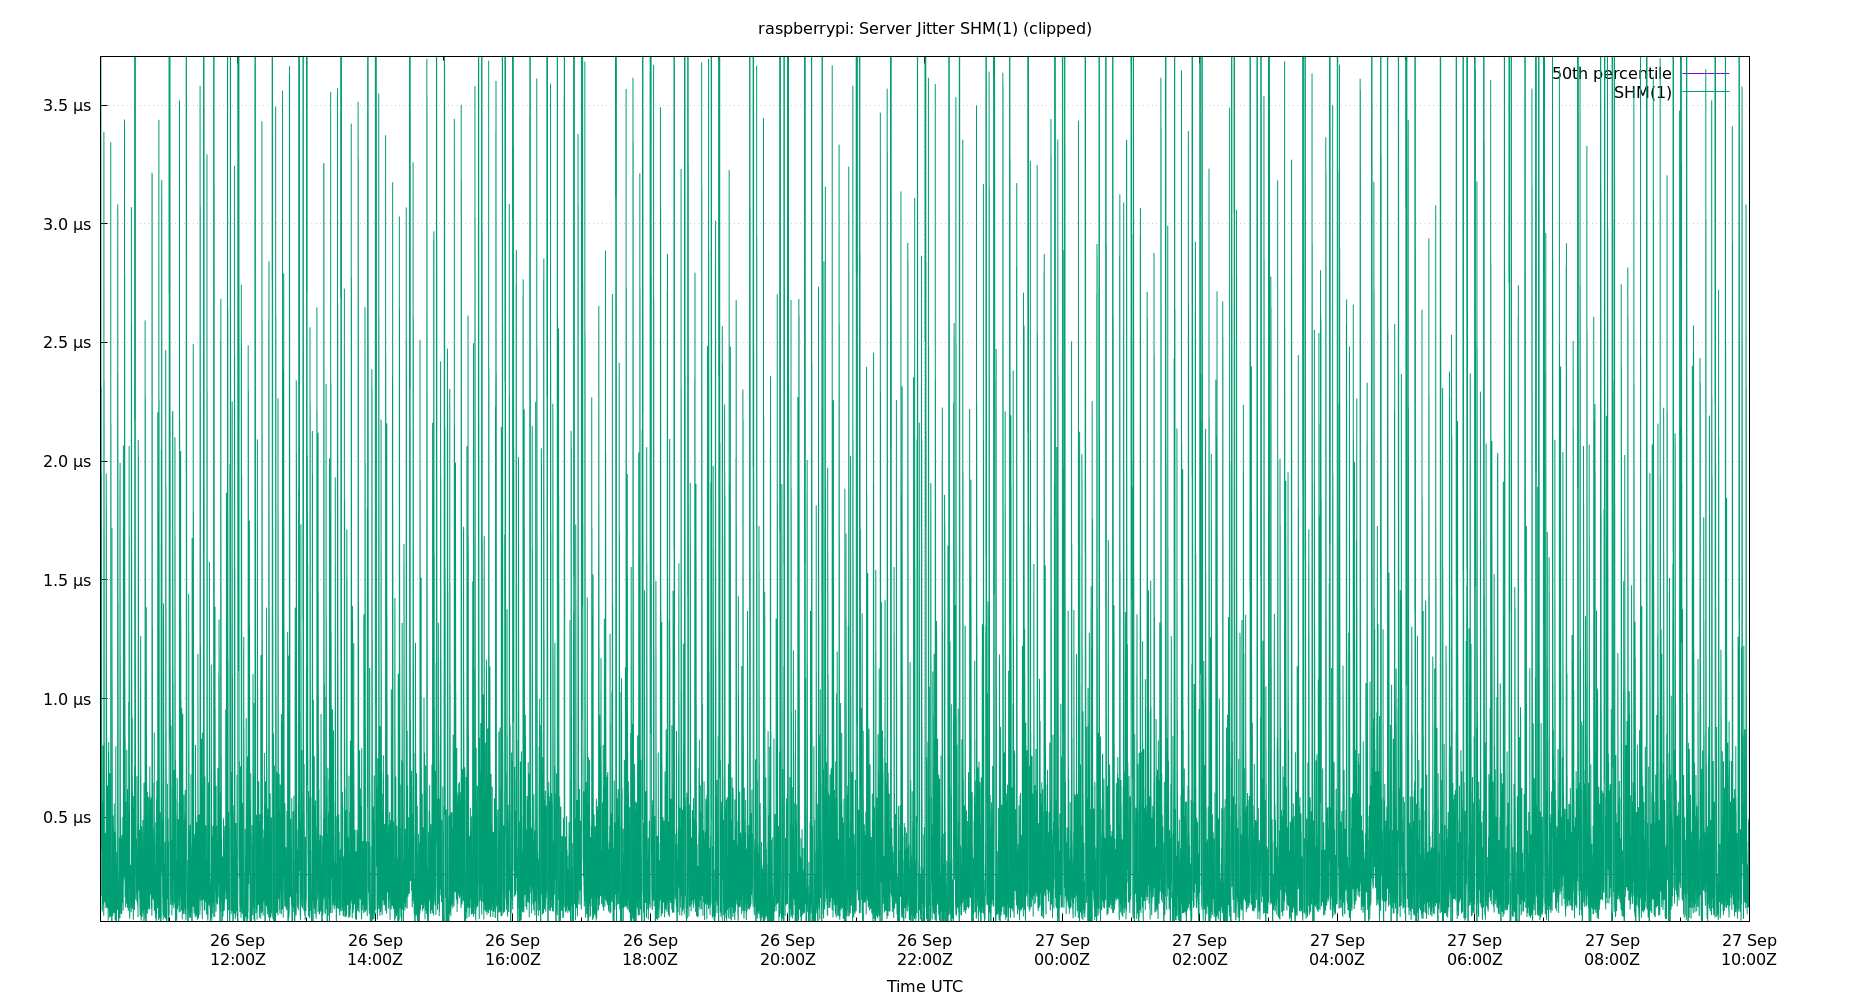 raspberrypi: Server Jitter SHM(1) (clipped)
50th percentile
SHM(1)
3.5 μs
3.0 μs
2.5 μs
2.0 μs
1.5 μs
1.0 μs
0.5 μs
26 Sep 26 Sep 26 Sep 26 Sep 26 Sep 26 Sep 27 Sep 27 Sep 27 Sep 27 Sep 27 Sep 27 Sep
12:00Z 14:00Z 16:00Z 18:00Z 20:00Z 22:00Z 00:00Z 02:00Z 04:00Z 06:00Z 08:00Z 10:00Z
Time UTC